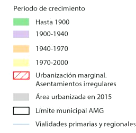 Periodo de crecimiento
Hasta 1900
1900-1940
1940-1970
1970-2000
Urbanización marginal.
Asentamientos irregulares
Área urbanizada en 2015
Límite municipal AMG
Vialidades primarias y regionales